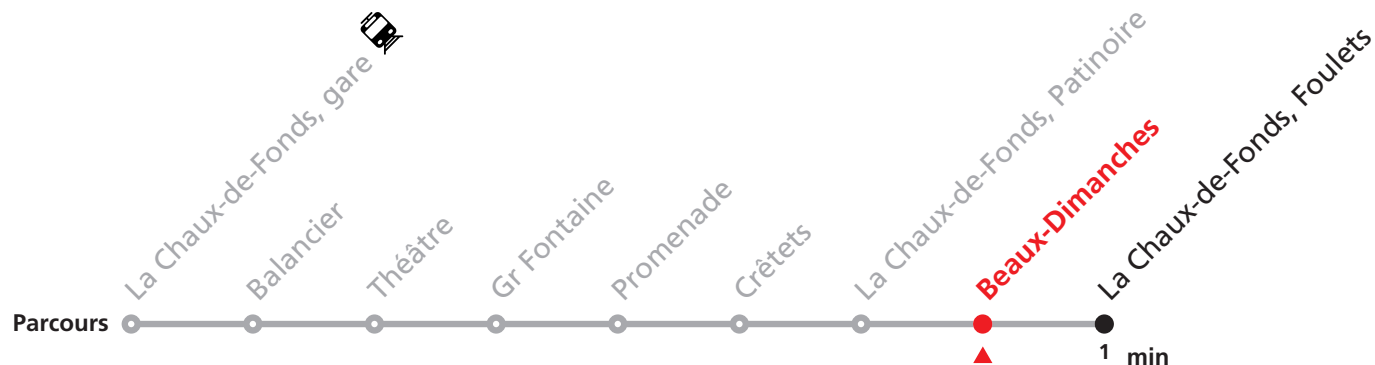 La Chaux-de-Fonds, gare
Balancier
Théâtre
Gr Fontaine
Promenade
Crêtets
La Chaux-de-Fonds, Patinoire
Beaux-Dimanches
La Chaux-de-Fonds, Foulets
Parcours
1 min